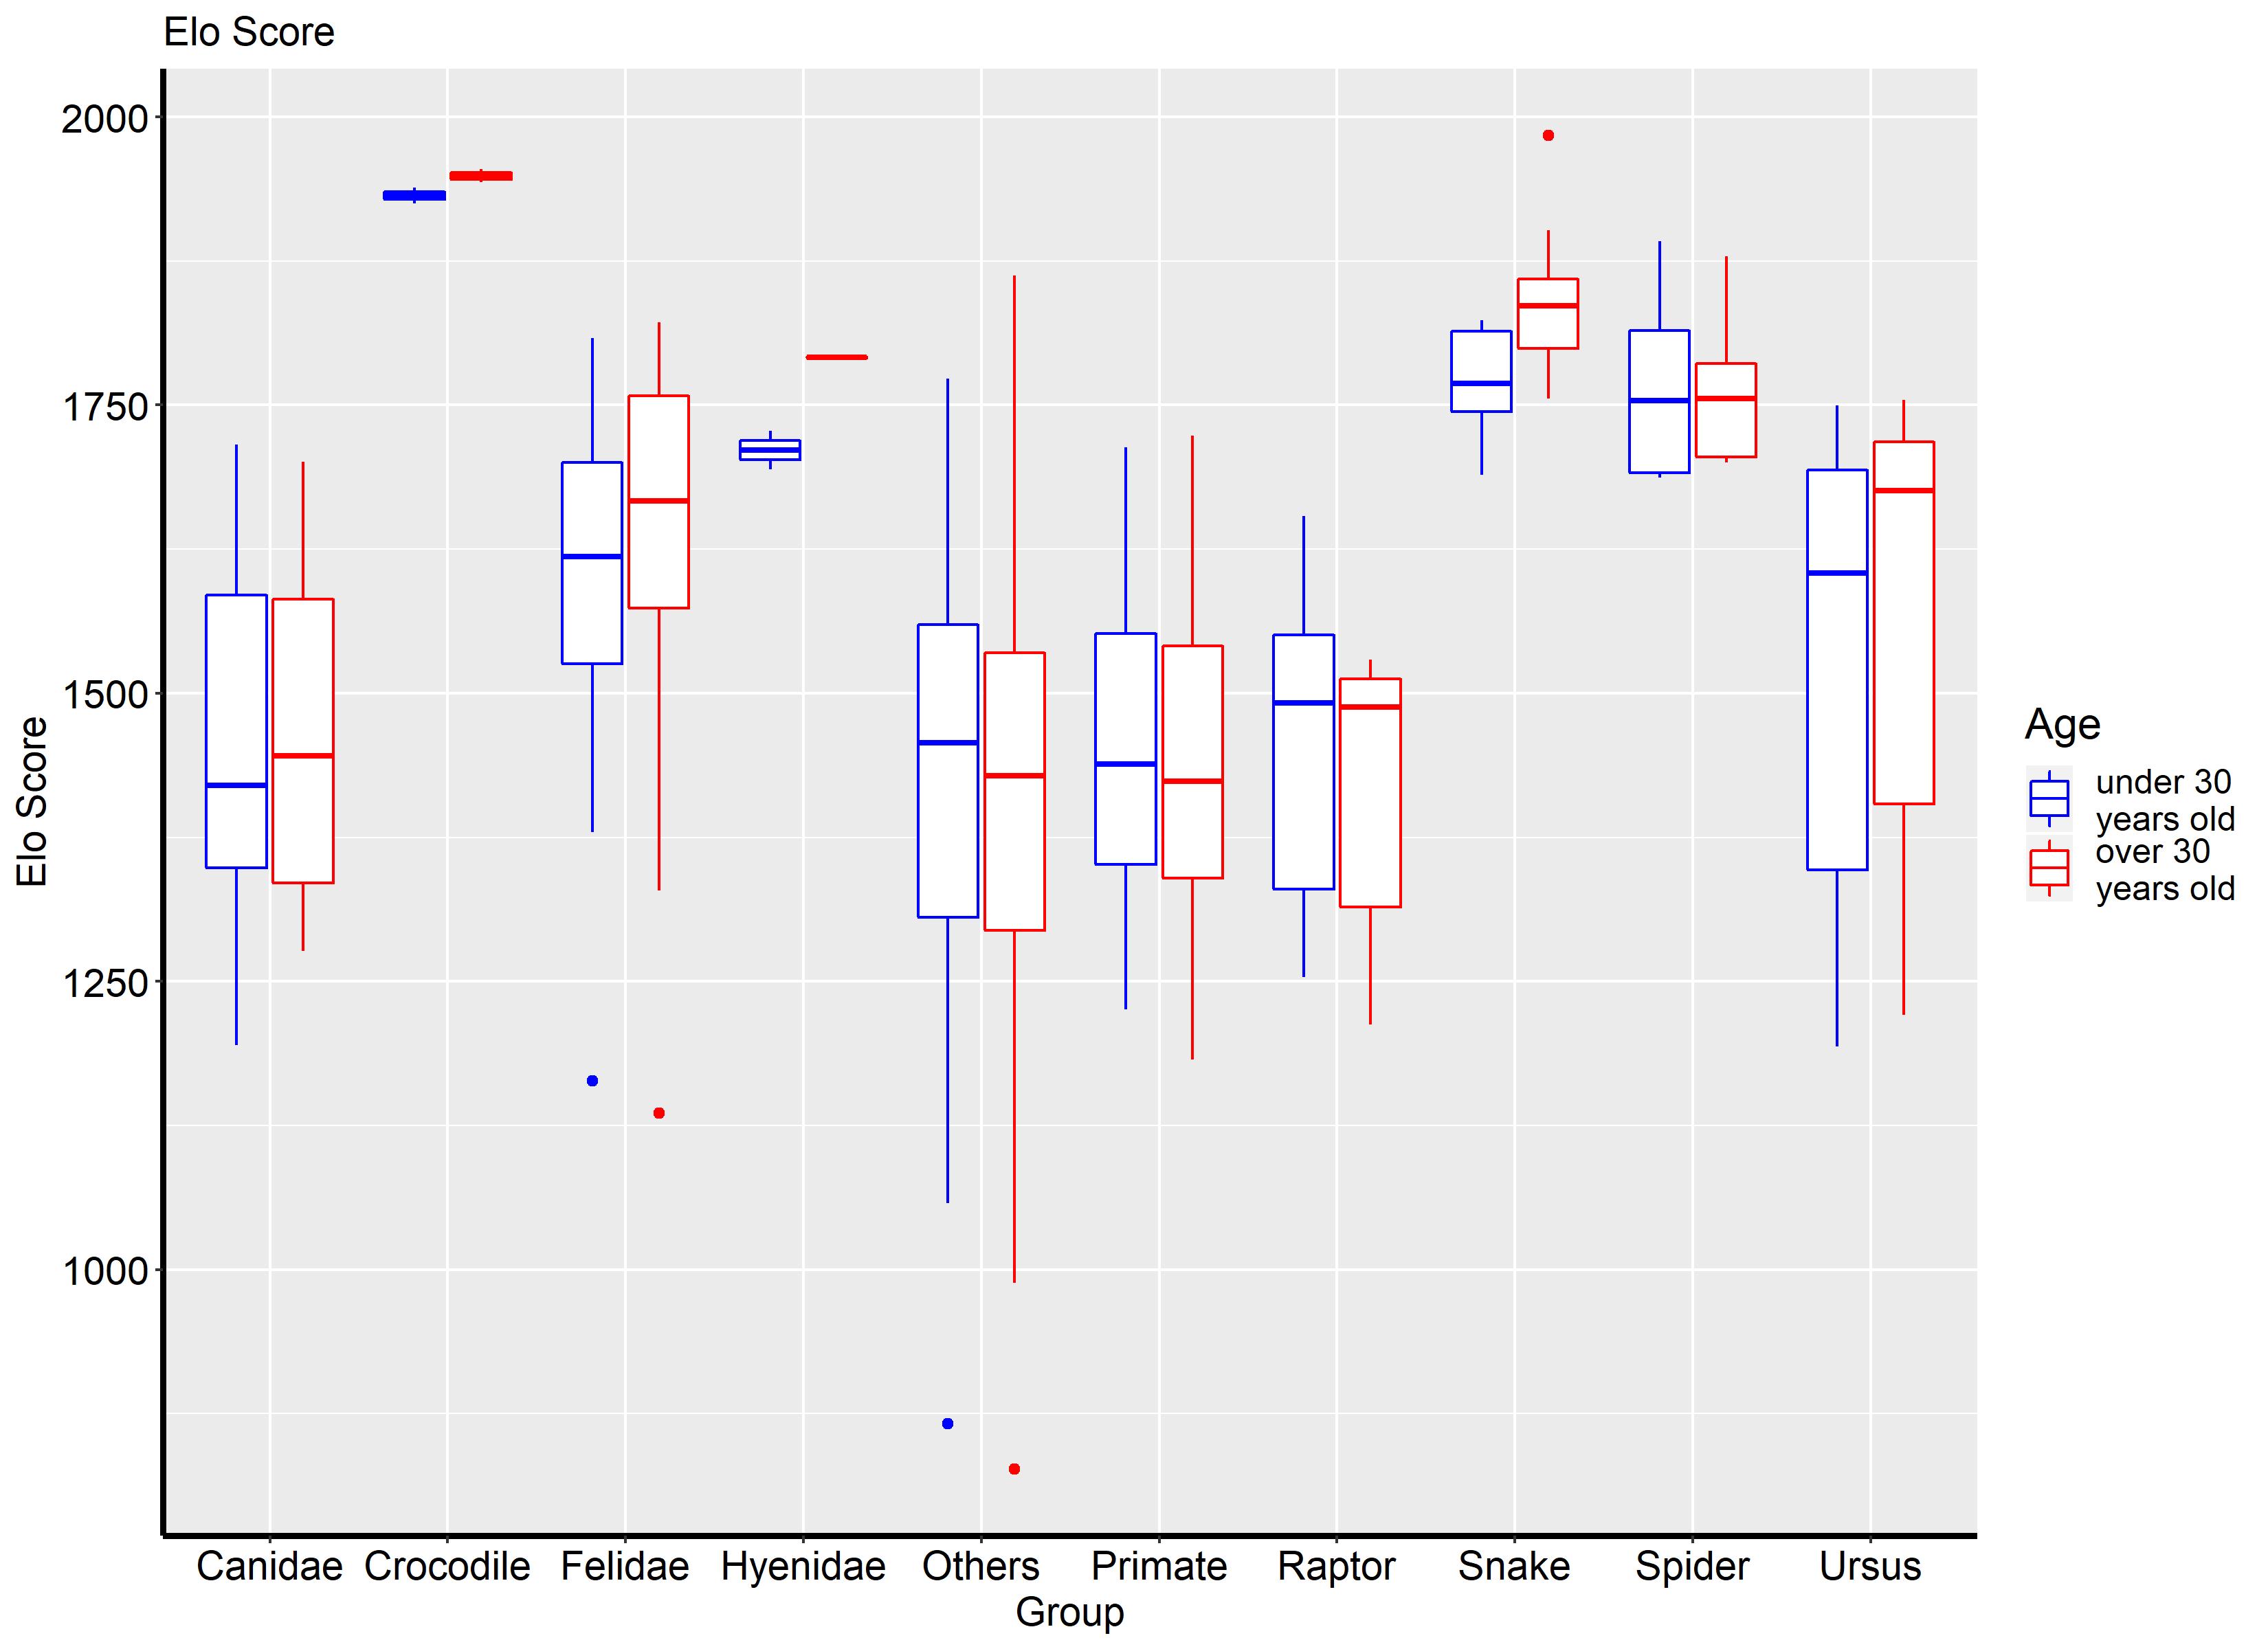 Elo Score
2000
1750
1500
1250
1000
Elo Score
Canidae Crocodile Felidae Hyenidae Others Primate Raptor Snake Spider Ursus
Group
Age
under 30
years old
over 30
years old